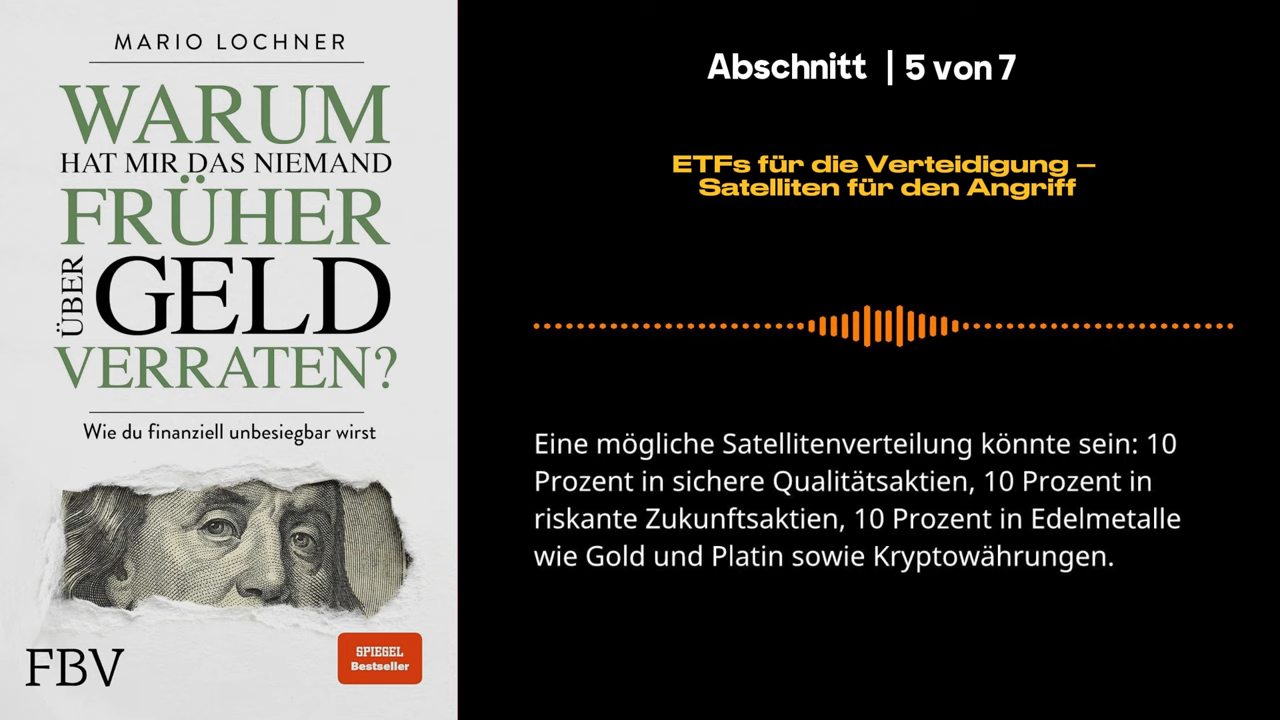 MARIO LOCHNER
WARUM
HAT MIR DAS NIEMAND
FRÜHER
ÜBER GELD
VERRATEN?
Wie du finanziell unbesiegbar wirst
FBV
SPIEGEL
Bestseller
Abschnitt | 5 von 7
ETFs für die Verteidigung –
Satelliten für den Angriff
Eine mögliche Satellitenverteilung könnte sein: 10
Prozent in sichere Qualitätsaktien, 10 Prozent in
riskante Zukunftsaktien, 10 Prozent in Edelmetalle
wie Gold und Platin sowie Kryptowährungen.